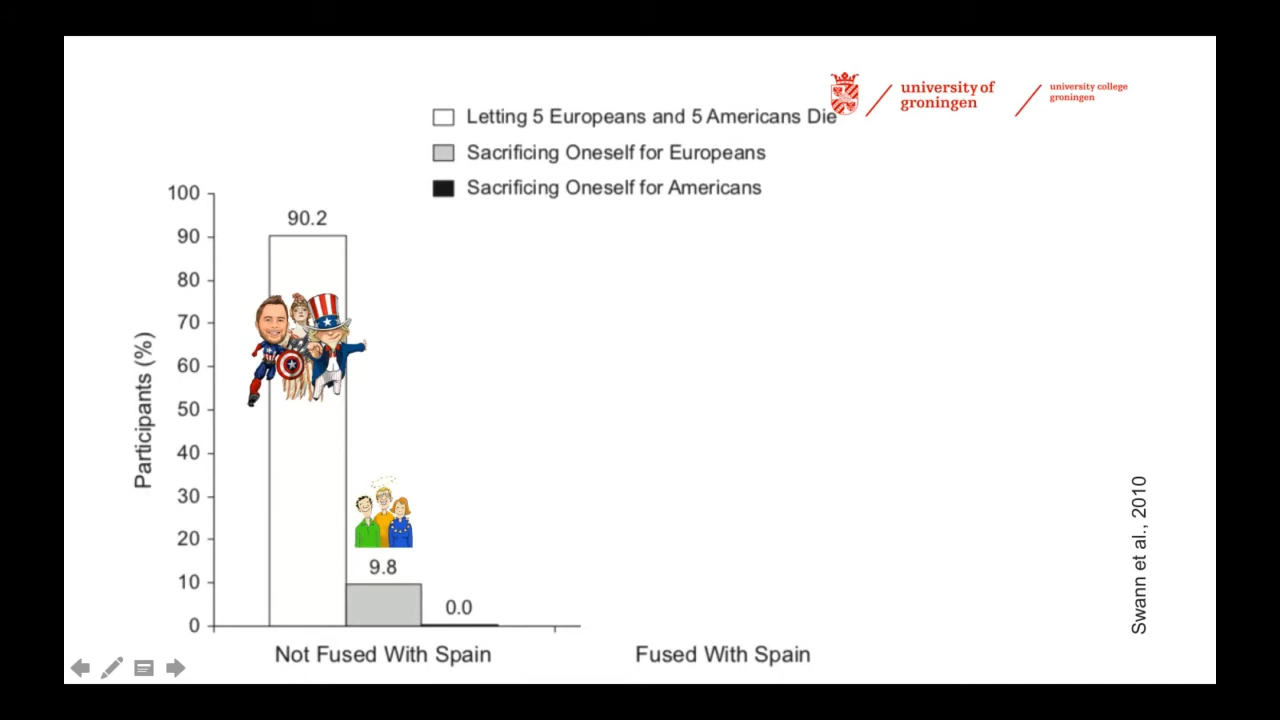 university of
groningen
university college
groningen
Letting 5 Europeans and 5 Americans Die
Sacrificing Oneself for Europeans
Sacrificing Oneself for Americans
100
90
80
70
60
50
40
30
20
10
0
Participants (%)
90.2
9.8
0.0
Not Fused With Spain
Fused With Spain
Swann et al., 2010